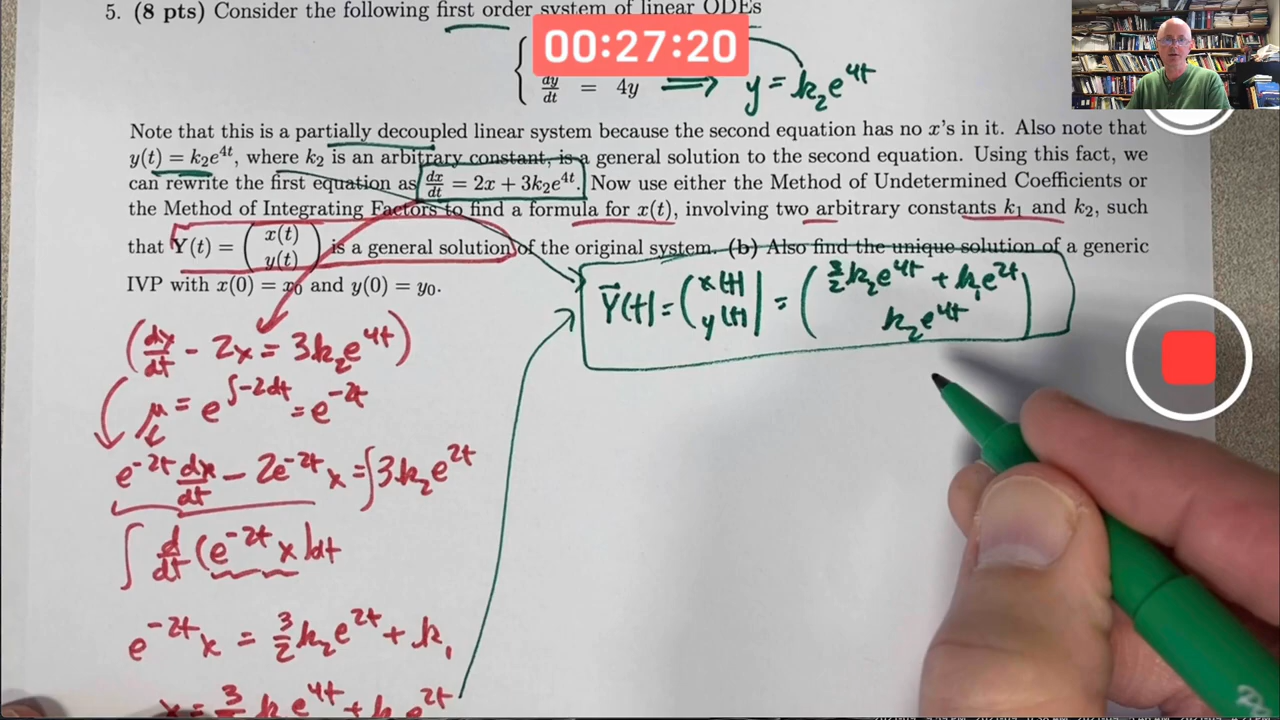 5. (8 pts) Consider the following first order system of linear ODEs
00:27:20
dy/dt = 4y ⟹ y = k₂e^{4t}
Note that this is a partially decoupled linear system because the second equation has no x's in it. Also note that
y(t) = k₂e^{4t}, where k₂ is an arbitrary constant, is a general solution to the second equation. Using this fact, we
can rewrite the first equation as dx/dt = 2x + 3k₂e^{4t}. Now use either the Method of Undetermined Coefficients or
the Method of Integrating Factors to find a formula for x(t), involving two arbitrary constants k₁ and k₂, such
that Y(t) = (x(t) y(t)) is a general solution of the original system. (b) Also find the unique solution of a generic
IVP with x(0) = x₀ and y(0) = y₀.
Y⃗(t) = (x(t) y(t)) = (3/2 k₂e^{4t} + k₁e^{2t} k₂e^{4t})
(dx/dt - 2x = 3k₂e^{4t})
μ = e^{∫-2dt} = e^{-2t}
e^{-2t} dx/dt - 2e^{-2t} x = ∫3k₂e^{2t}
∫ d/dt (e^{-2t} x) dt
e^{-2t} x = 3/2 k₂e^{2t} + k₁
x = 3 k e^{4t} + k e^{2t}